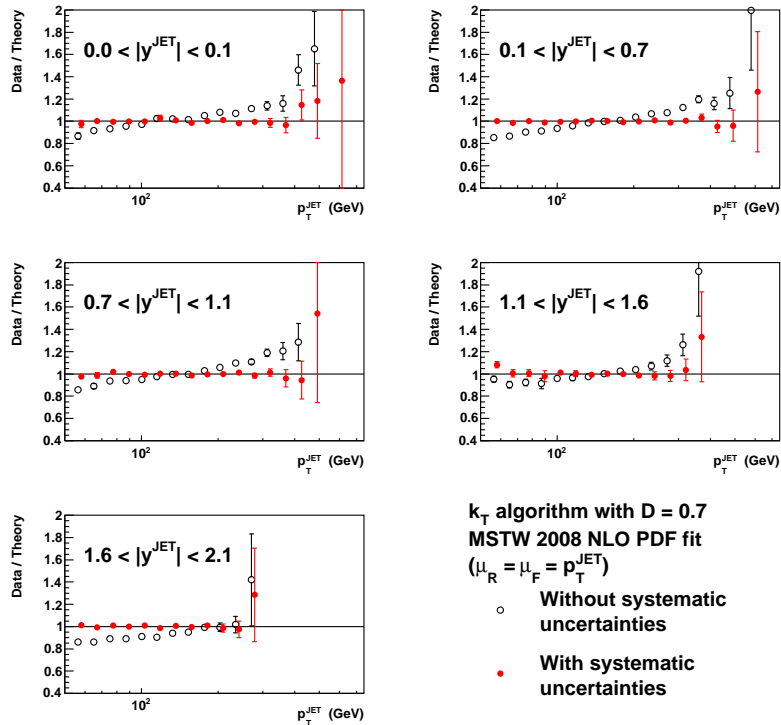 Data / Theory
2
1.8
1.6
1.4
1.2
1
0.8
0.6
0.4
0.0 < |y^JET| < 0.1
10^2
p_T^JET (GeV)
Data / Theory
2
1.8
1.6
1.4
1.2
1
0.8
0.6
0.4
0.1 < |y^JET| < 0.7
10^2
p_T^JET (GeV)
Data / Theory
2
1.8
1.6
1.4
1.2
1
0.8
0.6
0.4
0.7 < |y^JET| < 1.1
10^2
p_T^JET (GeV)
Data / Theory
2
1.8
1.6
1.4
1.2
1
0.8
0.6
0.4
1.1 < |y^JET| < 1.6
10^2
p_T^JET (GeV)
Data / Theory
2
1.8
1.6
1.4
1.2
1
0.8
0.6
0.4
1.6 < |y^JET| < 2.1
10^2
p_T^JET (GeV)
k_T algorithm with D = 0.7
MSTW 2008 NLO PDF fit
(μ_R = μ_F = p_T^JET)
Without systematic
uncertainties
With systematic
uncertainties